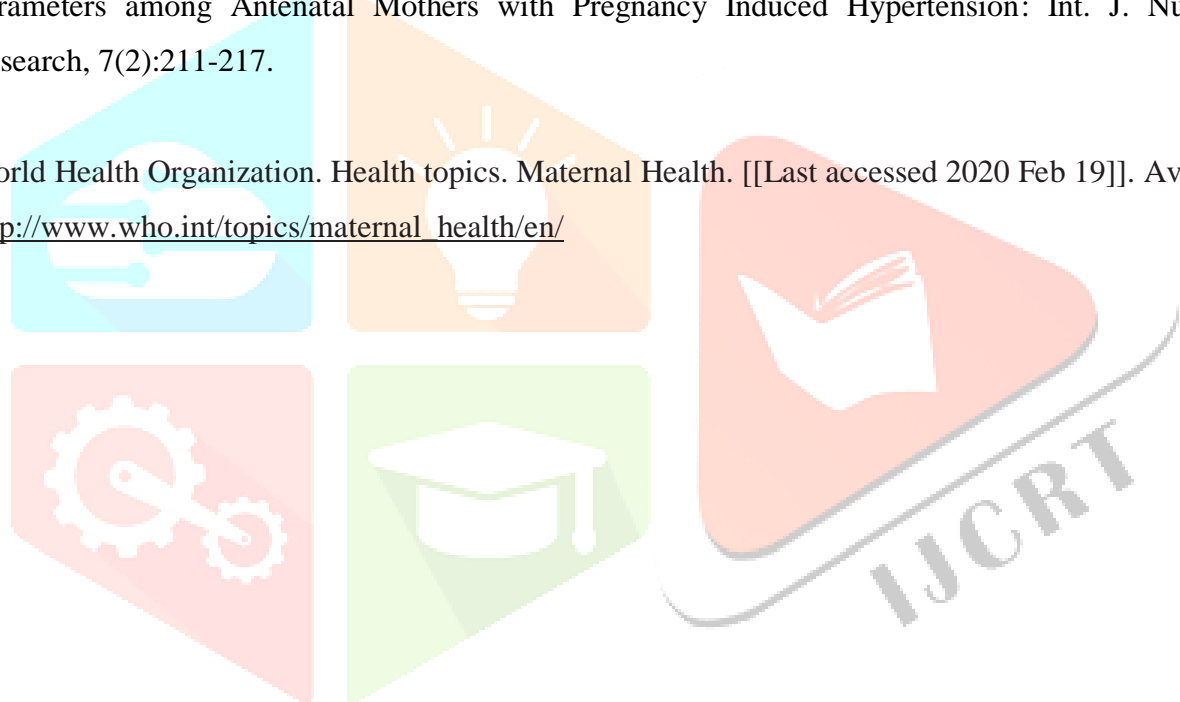 rameters among Antenatal Mothers with Pregnancy Induced Hypertension: Int. J. Nu
search, 7(2):211-217.
orld Health Organization. Health topics. Maternal Health. [[Last accessed 2020 Feb 19]]. Av
p://www.who.int/topics/maternal_health/en/
IJCRT